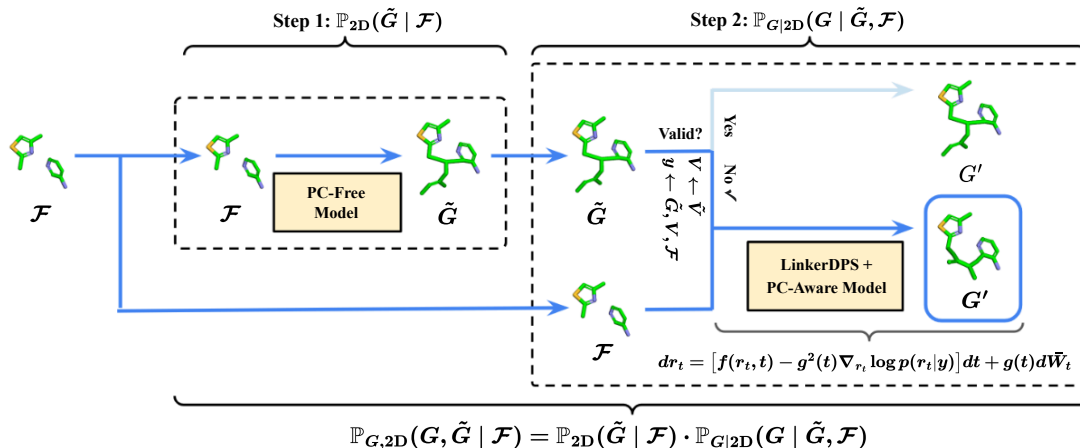 Step 1: ℙ₂D(G̃ | 𝓕)
Step 2: ℙG|2D(G | G̃, 𝓕)
Valid?
Yes
No ✓
V ← Ṽ
y ← G̃, V, 𝓕
G′
PC-Free
Model
𝓕
𝓕
G̃
G̃
LinkerDPS +
PC-Aware Model
G′
𝓕
drₜ = [f(rₜ, t) − g²(t)∇rₜ log p(rₜ|y)]dt + g(t)dW̄ₜ
ℙG,2D(G, G̃ | 𝓕) = ℙ₂D(G̃ | 𝓕) · ℙG|2D(G | G̃, 𝓕)